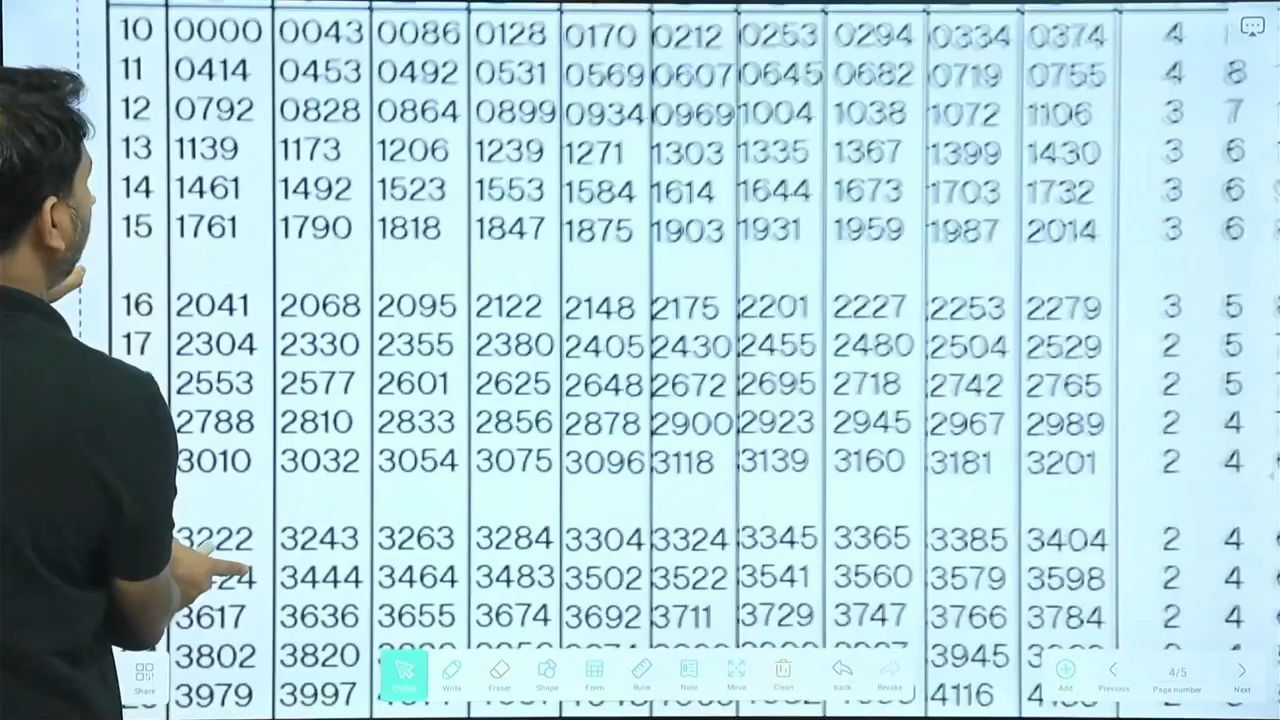 10 0000 0043 0086 0128 0170 0212 0253 0294 0334 0374 4
11 0414 0453 0492 0531 0569 0607 0645 0682 0719 0755 4 8
12 0792 0828 0864 0899 0934 0969 1004 1038 1072 1106 3 7
13 1139 1173 1206 1239 1271 1303 1335 1367 1399 1430 3 6
14 1461 1492 1523 1553 1584 1614 1644 1673 1703 1732 3 6
15 1761 1790 1818 1847 1875 1903 1931 1959 1987 2014 3 6
16 2041 2068 2095 2122 2148 2175 2201 2227 2253 2279 3 5
17 2304 2330 2355 2380 2405 2430 2455 2480 2504 2529 2 5
2553 2577 2601 2625 2648 2672 2695 2718 2742 2765 2 5
2788 2810 2833 2856 2878 2900 2923 2945 2967 2989 2 4
3010 3032 3054 3075 3096 3118 3139 3160 3181 3201 2 4
3222 3243 3263 3284 3304 3324 3345 3365 3385 3404 2 4
3444 3464 3483 3502 3522 3541 3560 3579 3598 2 4
3617 3636 3655 3674 3692 3711 3729 3747 3766 3784 2 4
3802 3820 3945
3979 3997 4116
Share Write Eraser Shape Form Ruler Note Move Clean back Revoke Add Previous 4/5 Page number Next